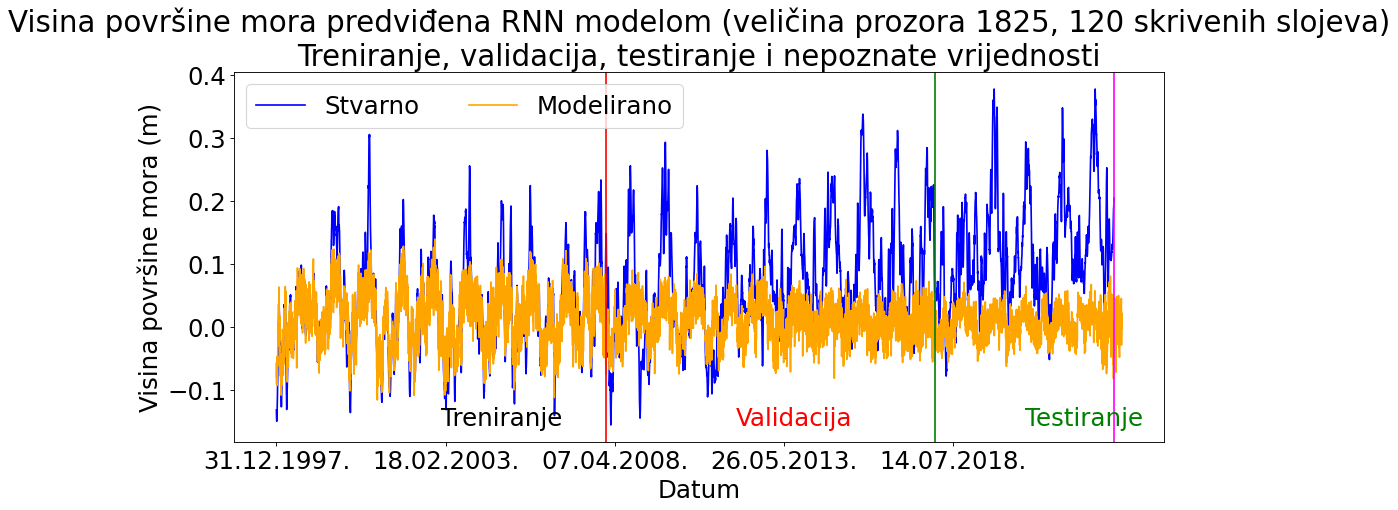 Visina površine mora predviđena RNN modelom (veličina prozora 1825, 120 skrivenih slojeva)
Treniranje, validacija, testiranje i nepoznate vrijednosti
Stvarno Modelirano
Visina površine mora (m)
0.4
0.3
0.2
0.1
0.0
−0.1
Treniranje Validacija Testiranje
31.12.1997. 18.02.2003. 07.04.2008. 26.05.2013. 14.07.2018.
Datum